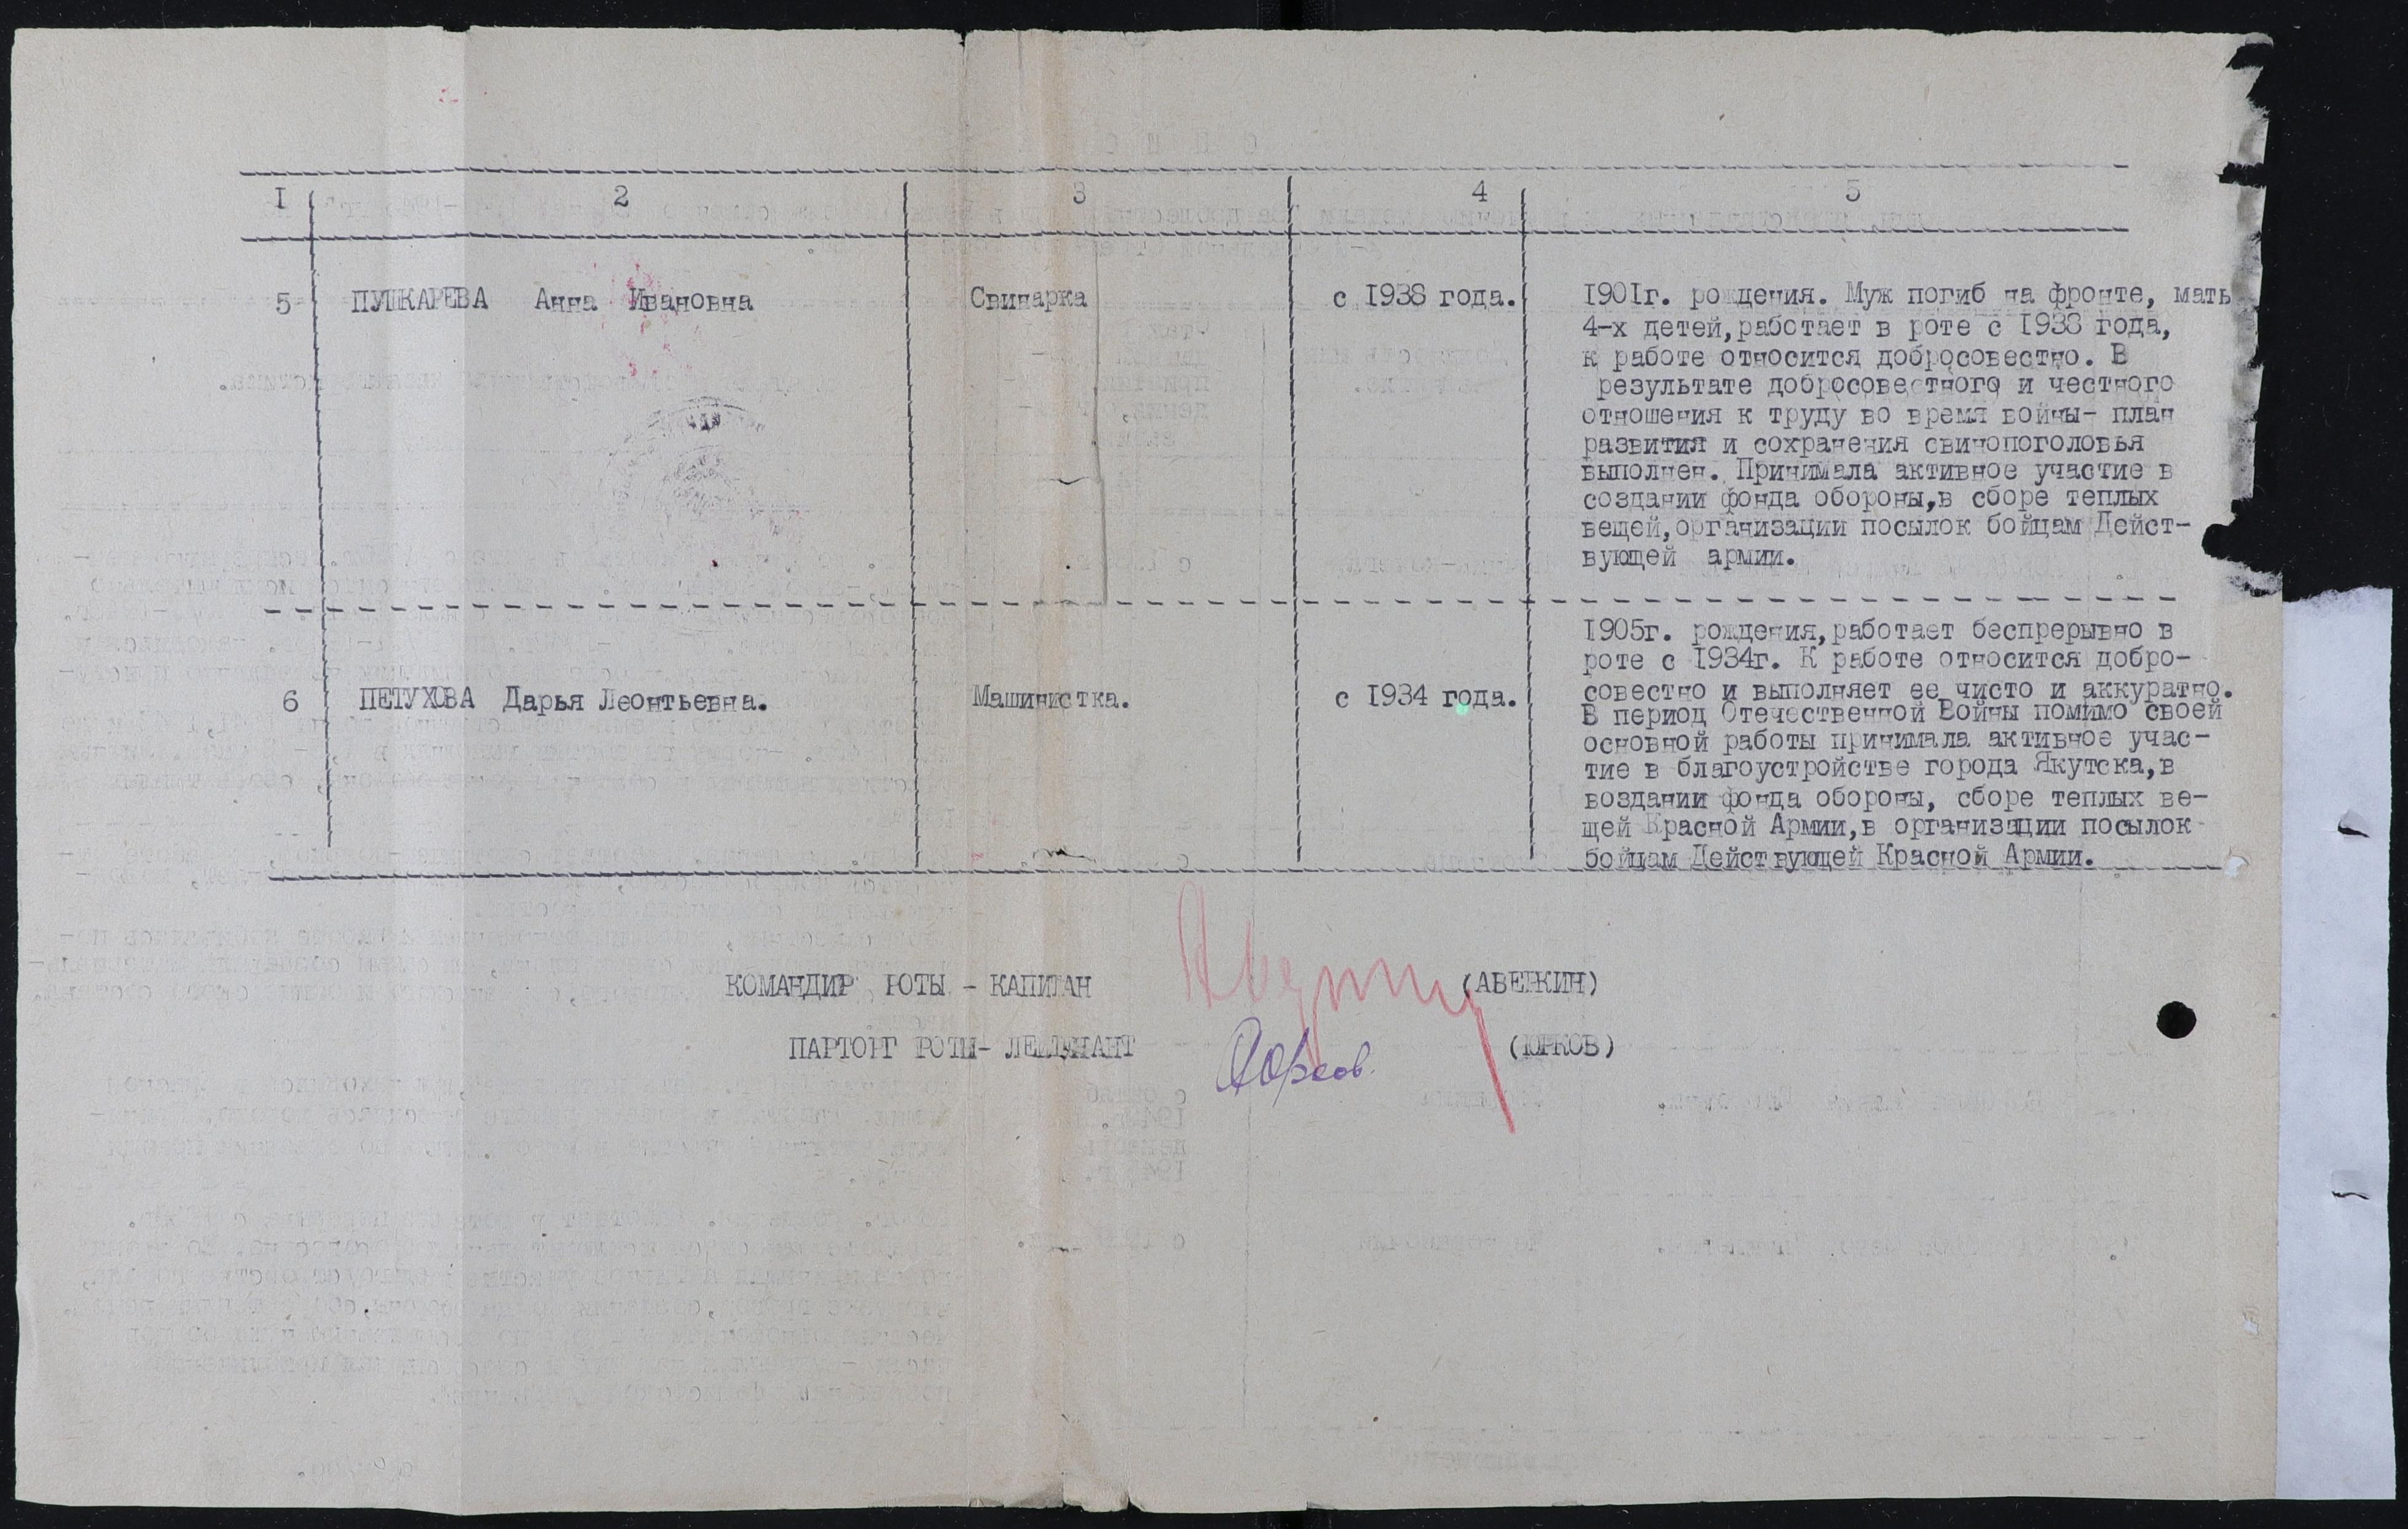 I 2 3 4 5
5 ПУШКАРЕВА Анна Ивановна Свинарка с 1938 года. 1901г. рождения. Муж погиб на фронте, мать
4-х детей,работает в роте с 1938 года,
к работе относится добросовестно. В
результате добросовестного и честного
отношения к труду во время войны- план
развития и сохранения свинопоголовья
выполнен. Принимала активное участие в
создании фонда обороны,в сборе теплых
вещей,организации посылок бойцам Дейст-
вующей армии.
1905г. рождения,работает беспрерывно в
роте с 1934г. К работе относится добро-
6 ПЕТУХОВА Дарья Леонтьевна. Машинистка. с 1934 года. совестно и выполняет ее чисто и аккуратно.
В период Отечественной Войны помимо своей
основной работы принимала активное учас-
тие в благоустройстве города Якутска,в
воздании фонда обороны, сборе теплых ве-
щей Красной Армии,в организации посылок
бойцам Действующей Красной Армии.
КОМАНДИР РОТЫ - КАПИТАН (АВЕРКИН)
ПАРТОРГ РОТЫ- ЛЕЙТЕНАНТ Юрков. (ЮРКОВ)